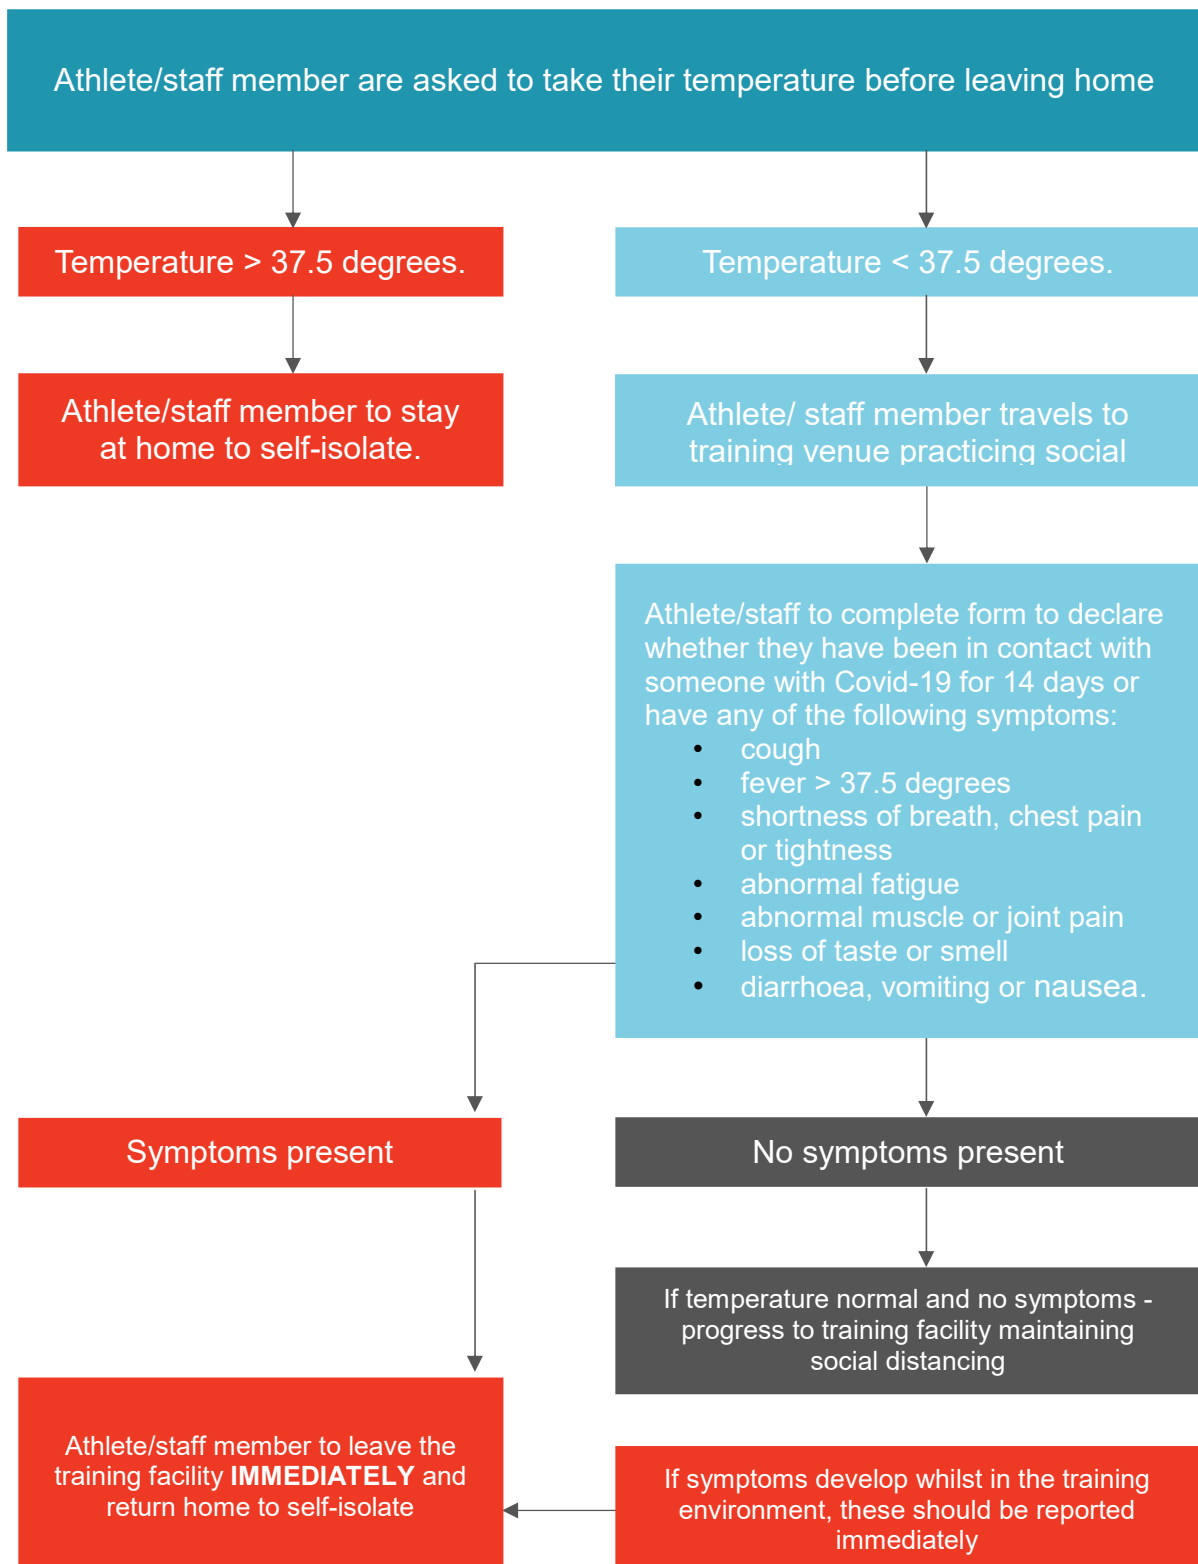 Athlete/staff member are asked to take their temperature before leaving home
Temperature > 37.5 degrees.
Temperature < 37.5 degrees.
Athlete/staff member to stay
at home to self-isolate.
Athlete/ staff member travels to
training venue practicing social
Athlete/staff to complete form to declare
whether they have been in contact with
someone with Covid-19 for 14 days or
have any of the following symptoms:
• cough
• fever > 37.5 degrees
• shortness of breath, chest pain
or tightness
• abnormal fatigue
• abnormal muscle or joint pain
• loss of taste or smell
• diarrhoea, vomiting or nausea.
Symptoms present
No symptoms present
If temperature normal and no symptoms -
progress to training facility maintaining
social distancing
Athlete/staff member to leave the
training facility IMMEDIATELY and
return home to self-isolate
If symptoms develop whilst in the training
environment, these should be reported
immediately